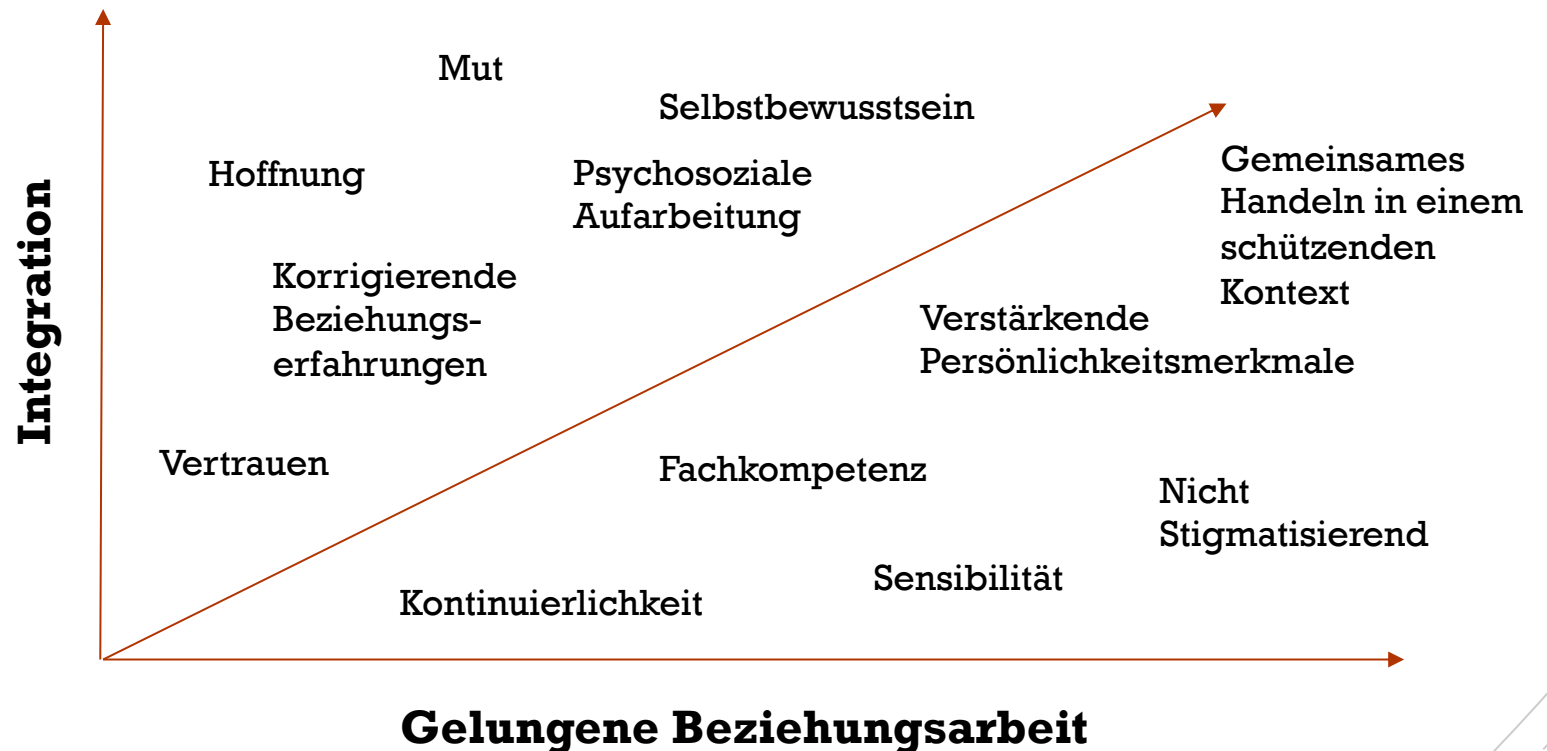 Mut
Selbstbewusstsein
Hoffnung
Psychosoziale
Aufarbeitung
Gemeinsames
Handeln in einem
schützenden
Kontext
Integration
Korrigierende
Beziehungs-
erfahrungen
Verstärkende
Persönlichkeitsmerkmale
Vertrauen
Fachkompetenz
Nicht
Stigmatisierend
Sensibilität
Kontinuierlichkeit
Gelungene Beziehungsarbeit